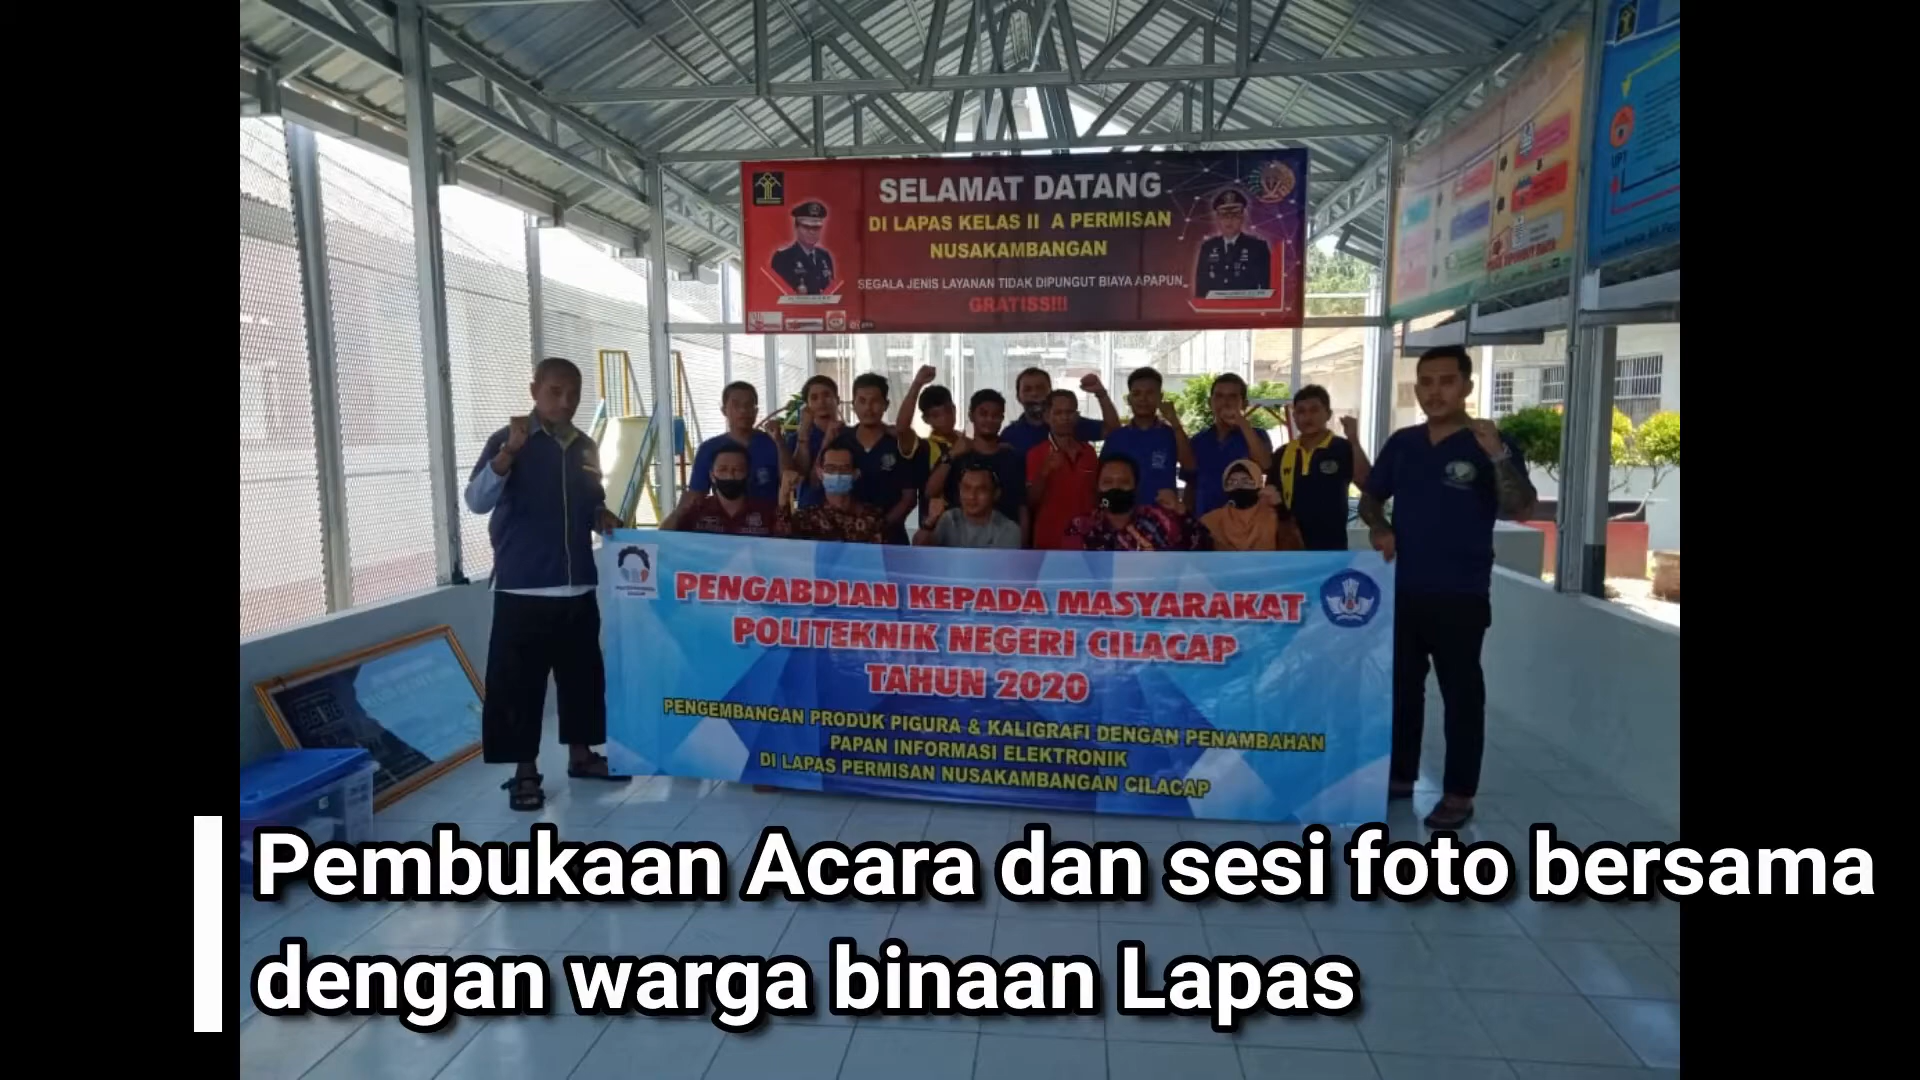 SELAMAT DATANG
DI LAPAS KELAS II A PERMISAN
NUSAKAMBANGAN
SEGALA JENIS LAYANAN TIDAK DIPUNGUT BIAYA APAPUN
GRATISS!!!
PENGABDIAN KEPADA MASYARAKAT
POLITEKNIK NEGERI CILACAP
TAHUN 2020
PENGEMBANGAN PRODUK PIGURA & KALIGRAFI DENGAN PENAMBAHAN
PAPAN INFORMASI ELEKTRONIK
DI LAPAS PERMISAN NUSAKAMBANGAN CILACAP
Pembukaan Acara dan sesi foto bersama
dengan warga binaan Lapas